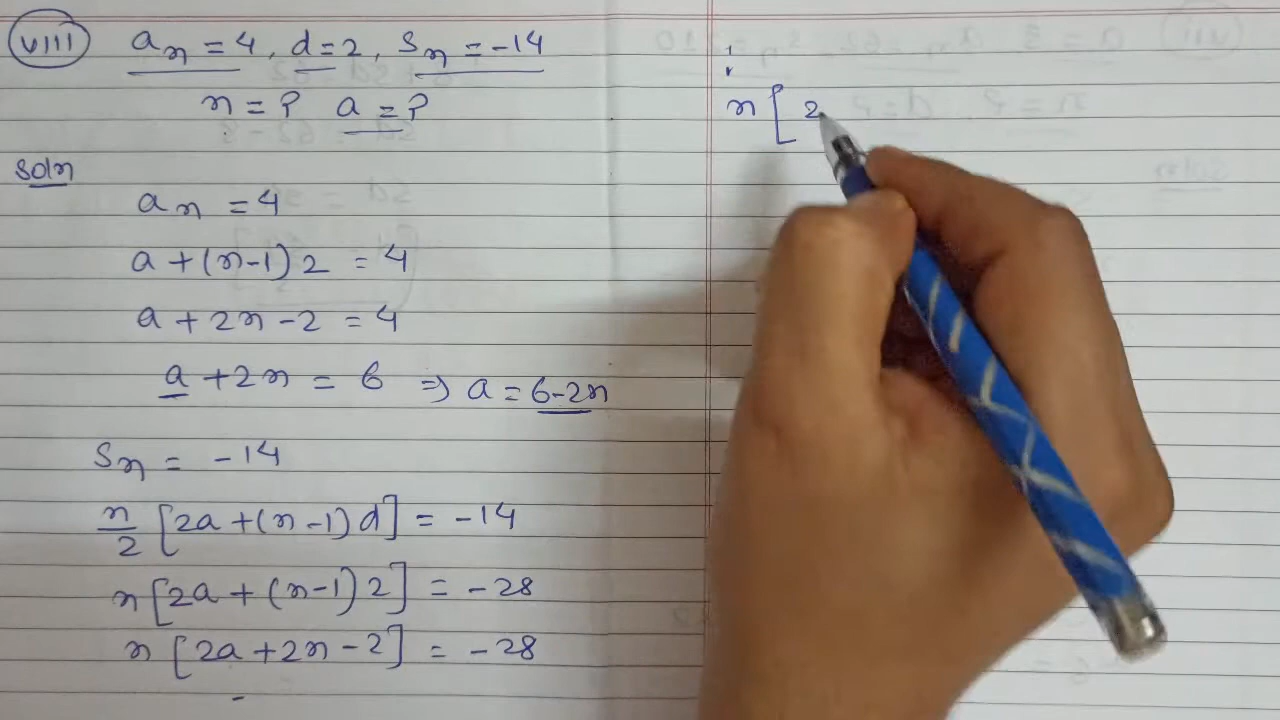 (viii) aₙ = 4, d = 2, Sₙ = -14
n = ? a = ?
Soln
aₙ = 4
a + (n-1) 2 = 4
a + 2n - 2 = 4
a + 2n = 6 ⇒ a = 6-2n
Sₙ = -14
n/2 [2a + (n-1) d] = -14
n [2a + (n-1) 2] = -28
n [2a + 2n - 2] = -28
n [ 2